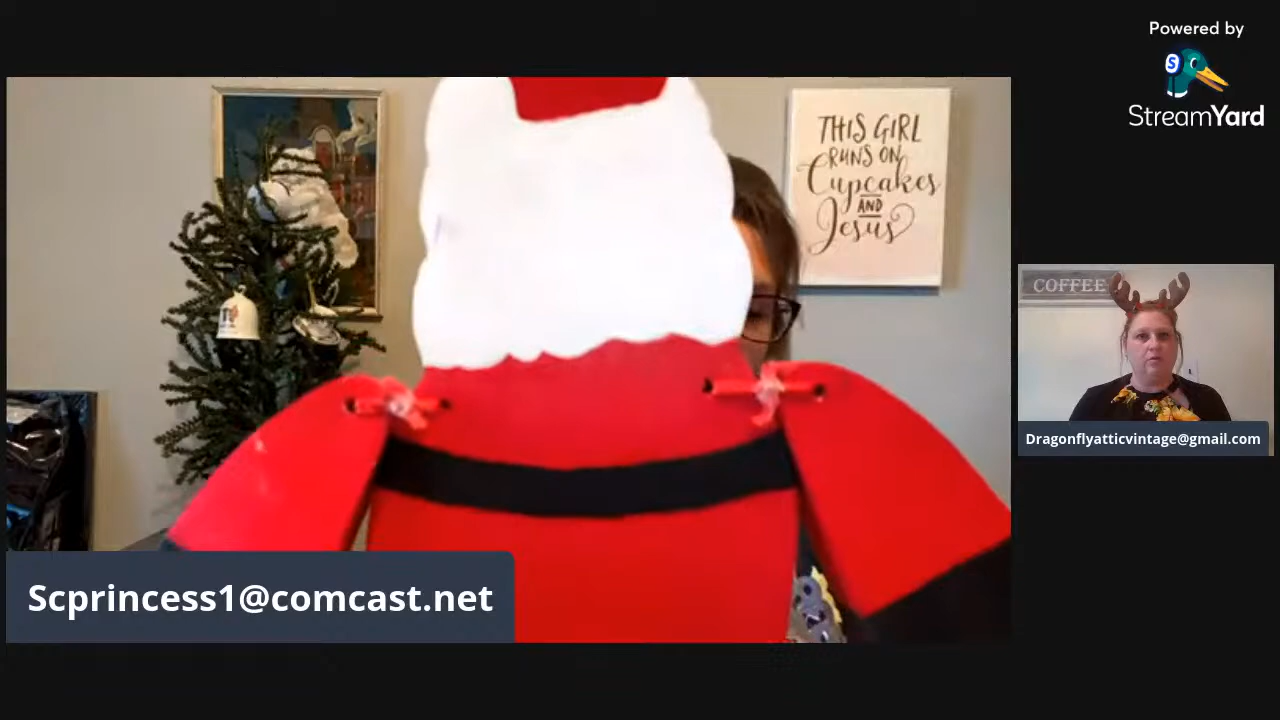 Powered by
S
StreamYard
THIS GIRL
RUNS ON
Cupcakes
AND
Jesus
COFFEE
Dragonflyatticvintage@gmail.com
Scprincess1@comcast.net